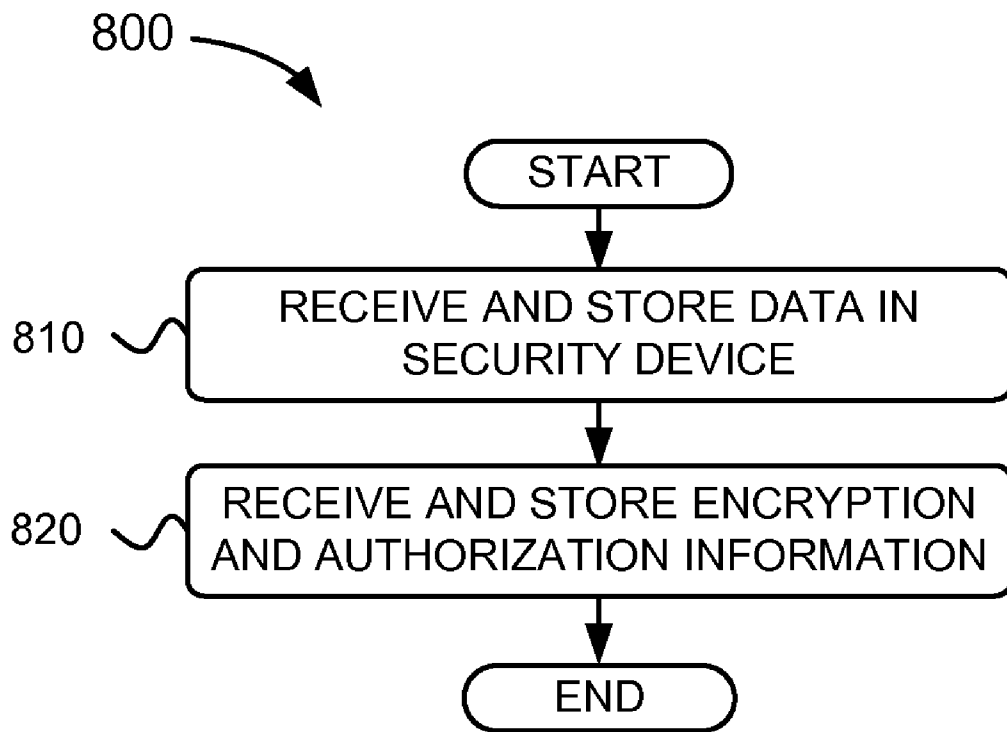 800
START
810
RECEIVE AND STORE DATA IN
SECURITY DEVICE
820
RECEIVE AND STORE ENCRYPTION
AND AUTHORIZATION INFORMATION
END